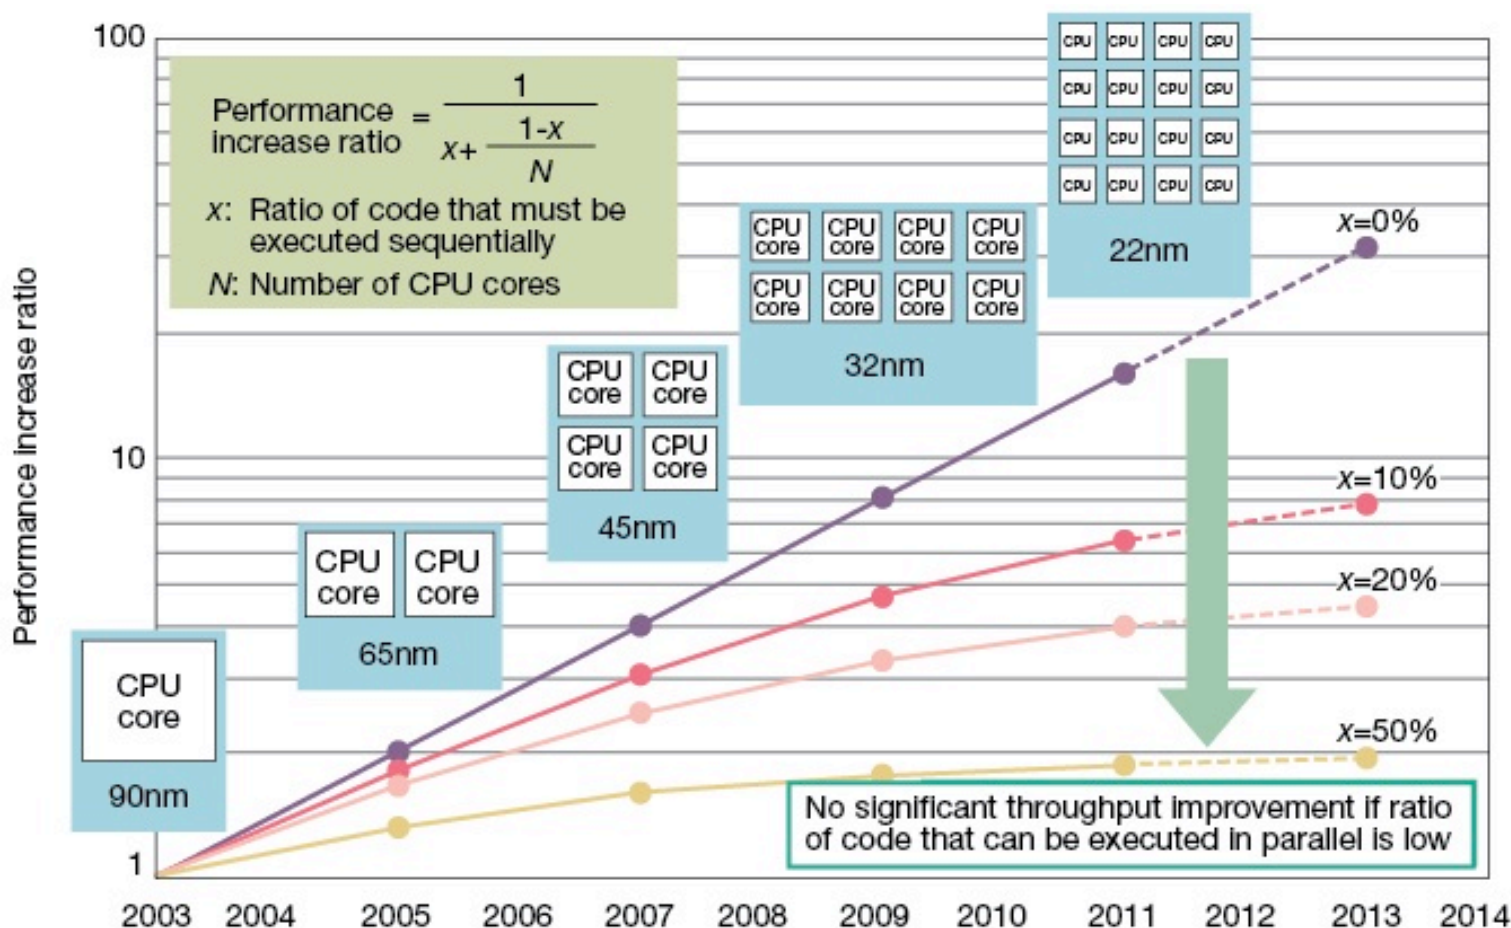 Performance increase ratio
100
10
1
Performance
increase ratio
=
1
x+
1-x
N
x: Ratio of code that must be
executed sequentially
N: Number of CPU cores
CPU
core
90nm
CPU CPU
core core
65nm
CPU CPU
core core
CPU CPU
core core
45nm
CPU CPU CPU CPU
core core core core
CPU CPU CPU CPU
core core core core
32nm
CPU CPU CPU CPU
CPU CPU CPU CPU
CPU CPU CPU CPU
CPU CPU CPU CPU
22nm
x=0%
x=10%
x=20%
x=50%
No significant throughput improvement if ratio
of code that can be executed in parallel is low
2003 2004 2005 2006 2007 2008 2009 2010 2011 2012 2013 2014